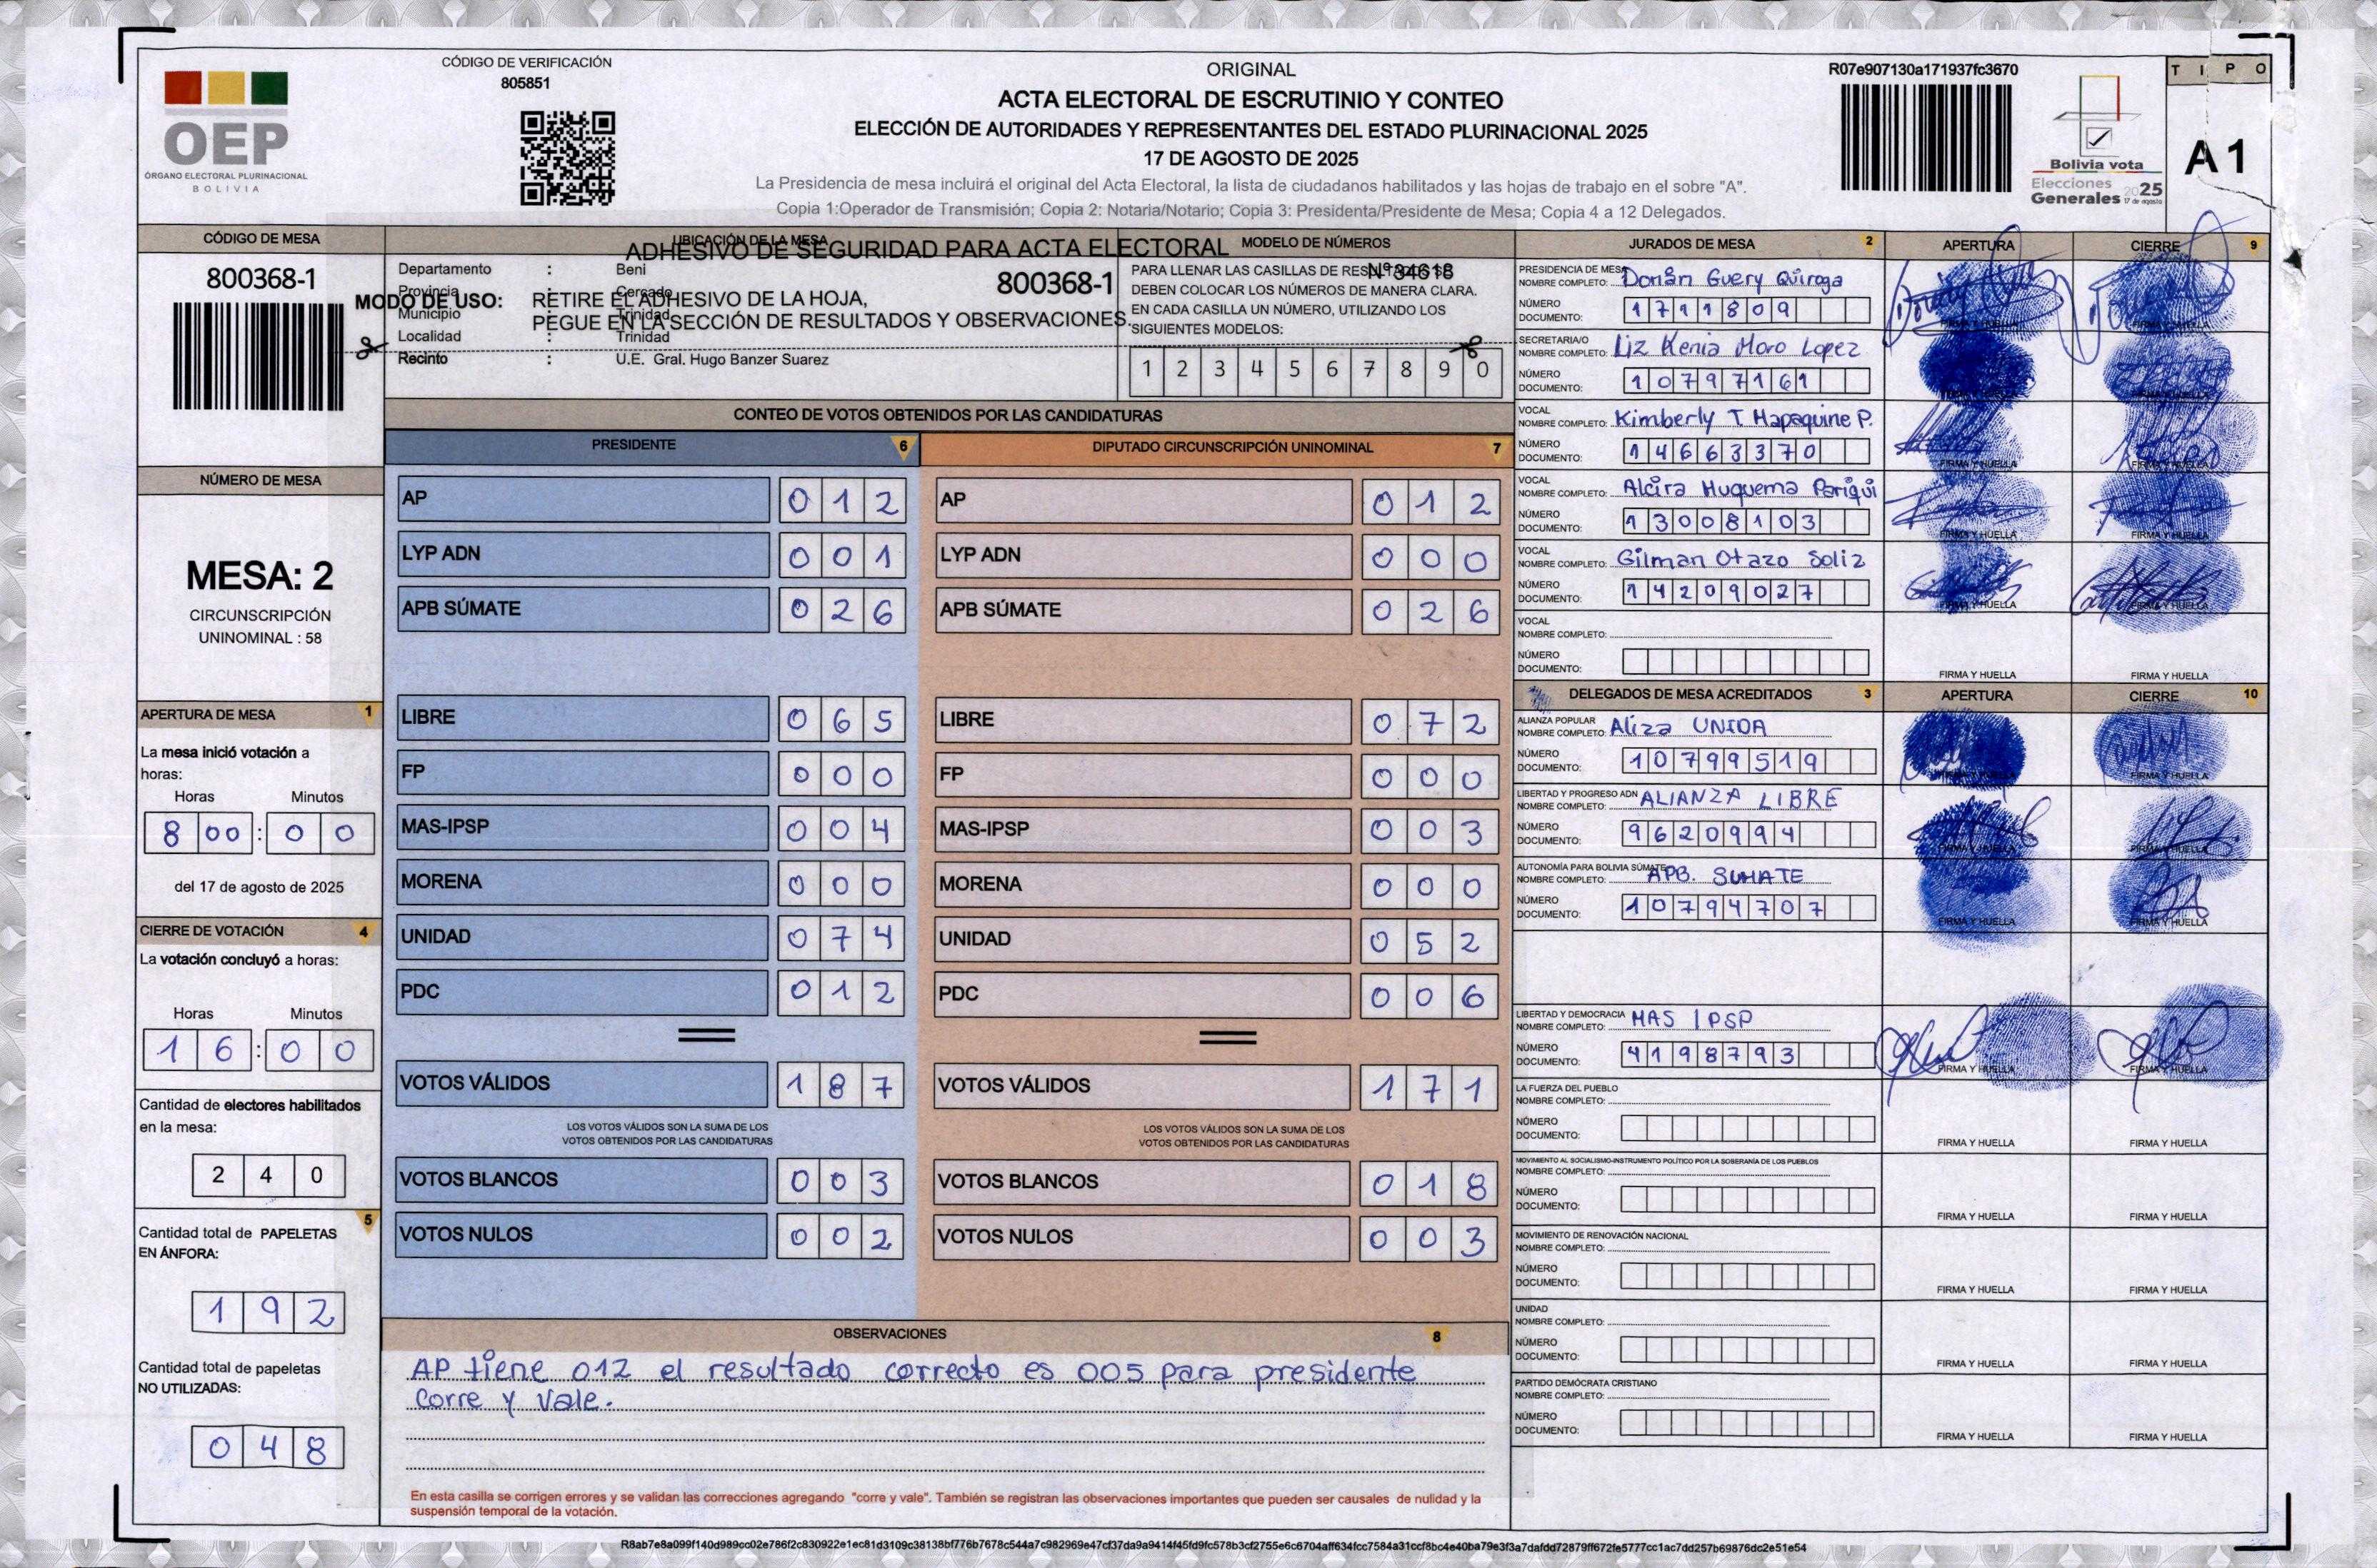 CÓDIGO DE VERIFICACIÓN
805851
OEP
ÓRGANO ELECTORAL PLURINACIONAL
BOLIVIA
ORIGINAL
ACTA ELECTORAL DE ESCRUTINIO Y CONTEO
ELECCIÓN DE AUTORIDADES Y REPRESENTANTES DEL ESTADO PLURINACIONAL 2025
17 DE AGOSTO DE 2025
La Presidencia de mesa incluirá el original del Acta Electoral, la lista de ciudadanos habilitados y las hojas de trabajo en el sobre "A".
Copia 1:Operador de Transmisión; Copia 2: Notaria/Notario; Copia 3: Presidenta/Presidente de Mesa; Copia 4 a 12 Delegados.
R07e907130a171937fc3670
Bolivia vota
Elecciones
Generales 2025
17 de agosto
TIPO
A1
CÓDIGO DE MESA
800368-1
NÚMERO DE MESA
MESA: 2
CIRCUNSCRIPCIÓN
UNINOMINAL : 58
APERTURA DE MESA 1
La mesa inició votación a
horas:
Horas Minutos
8 00 : 0 0
del 17 de agosto de 2025
CIERRE DE VOTACIÓN 4
La votación concluyó a horas:
Horas Minutos
1 6 : 0 0
Cantidad de electores habilitados
en la mesa:
2 4 0
Cantidad total de PAPELETAS 5
EN ÁNFORA:
1 9 2
Cantidad total de papeletas
NO UTILIZADAS:
0 4 8
UBICACIÓN DE LA MESA
ADHESIVO DE SEGURIDAD PARA ACTA ELECTORAL
Nº 34618
MODO DE USO: RETIRE EL ADHESIVO DE LA HOJA,
PEGUE EN LA SECCIÓN DE RESULTADOS Y OBSERVACIONES.
Departamento : Beni
800368-1
Provincia : Cercado
Municipio : Trinidad
Localidad : Trinidad
Recinto : U.E. Gral. Hugo Banzer Suarez
MODELO DE NÚMEROS
PARA LLENAR LAS CASILLAS DE RESULTADOS SE
DEBEN COLOCAR LOS NÚMEROS DE MANERA CLARA.
EN CADA CASILLA UN NÚMERO, UTILIZANDO LOS
SIGUIENTES MODELOS:
1 2 3 4 5 6 7 8 9 0
CONTEO DE VOTOS OBTENIDOS POR LAS CANDIDATURAS
PRESIDENTE 6
AP 0 1 2
LYP ADN 0 0 1
APB SÚMATE 0 2 6
LIBRE 0 6 5
FP 0 0 0
MAS-IPSP 0 0 4
MORENA 0 0 0
UNIDAD 0 7 4
PDC 0 1 2
VOTOS VÁLIDOS 1 8 7
LOS VOTOS VÁLIDOS SON LA SUMA DE LOS
VOTOS OBTENIDOS POR LAS CANDIDATURAS
VOTOS BLANCOS 0 0 3
VOTOS NULOS 0 0 2
DIPUTADO CIRCUNSCRIPCIÓN UNINOMINAL 7
AP 0 1 2
LYP ADN 0 0 0
APB SÚMATE 0 2 6
LIBRE 0 7 2
FP 0 0 0
MAS-IPSP 0 0 3
MORENA 0 0 0
UNIDAD 0 5 2
PDC 0 0 6
VOTOS VÁLIDOS 1 7 1
LOS VOTOS VÁLIDOS SON LA SUMA DE LOS
VOTOS OBTENIDOS POR LAS CANDIDATURAS
VOTOS BLANCOS 0 1 8
VOTOS NULOS 0 0 3
OBSERVACIONES 8
AP tiene 012 el resultado correcto es 005 para presidente
corre y vale.
En esta casilla se corrigen errores y se validan las correcciones agregando "corre y vale". También se registran las observaciones importantes que pueden ser causales de nulidad y la
suspensión temporal de la votación.
JURADOS DE MESA 2 APERTURA CIERRE 9
PRESIDENCIA DE MESA
NOMBRE COMPLETO: Dorián Guery Quiroga
NÚMERO
DOCUMENTO: 1 7 1 1 8 0 9
FIRMA Y HUELLA FIRMA Y HUELLA
SECRETARIA/O
NOMBRE COMPLETO: Liz Kenia Moro Lopez
NÚMERO
DOCUMENTO: 1 0 7 9 7 1 6 1
FIRMA Y HUELLA FIRMA Y HUELLA
VOCAL
NOMBRE COMPLETO: Kimberly T Mapaquine P.
NÚMERO
DOCUMENTO: 1 4 6 6 3 3 7 0
FIRMA Y HUELLA FIRMA Y HUELLA
VOCAL
NOMBRE COMPLETO: Alcira Muquema Pariqui
NÚMERO
DOCUMENTO: 1 3 0 0 8 1 0 3
FIRMA Y HUELLA FIRMA Y HUELLA
VOCAL
NOMBRE COMPLETO: Gilman Otazo Soliz
NÚMERO
DOCUMENTO: 1 4 2 0 9 0 2 7
FIRMA Y HUELLA FIRMA Y HUELLA
VOCAL
NOMBRE COMPLETO:
NÚMERO
DOCUMENTO:
FIRMA Y HUELLA FIRMA Y HUELLA
DELEGADOS DE MESA ACREDITADOS 3 APERTURA CIERRE 10
ALIANZA POPULAR
NOMBRE COMPLETO: Aliza UNIDA
NÚMERO
DOCUMENTO: 1 0 7 9 9 5 1 9
FIRMA Y HUELLA FIRMA Y HUELLA
LIBERTAD Y PROGRESO ADN
NOMBRE COMPLETO: ALIANZA LIBRE
NÚMERO
DOCUMENTO: 9 6 2 0 9 9 4
FIRMA Y HUELLA FIRMA Y HUELLA
AUTONOMÍA PARA BOLIVIA SÚMATE
NOMBRE COMPLETO: APB. SUMATE
NÚMERO
DOCUMENTO: 1 0 7 9 4 7 0 7
FIRMA Y HUELLA FIRMA Y HUELLA
LIBERTAD Y DEMOCRACIA
NOMBRE COMPLETO: MAS IPSP
NÚMERO
DOCUMENTO: 4 1 9 8 7 9 3
FIRMA Y HUELLA FIRMA Y HUELLA
LA FUERZA DEL PUEBLO
NOMBRE COMPLETO:
NÚMERO
DOCUMENTO:
FIRMA Y HUELLA FIRMA Y HUELLA
MOVIMIENTO AL SOCIALISMO-INSTRUMENTO POLÍTICO POR LA SOBERANÍA DE LOS PUEBLOS
NOMBRE COMPLETO:
NÚMERO
DOCUMENTO:
FIRMA Y HUELLA FIRMA Y HUELLA
MOVIMIENTO DE RENOVACIÓN NACIONAL
NOMBRE COMPLETO:
NÚMERO
DOCUMENTO:
FIRMA Y HUELLA FIRMA Y HUELLA
UNIDAD
NOMBRE COMPLETO:
NÚMERO
DOCUMENTO:
FIRMA Y HUELLA FIRMA Y HUELLA
PARTIDO DEMÓCRATA CRISTIANO
NOMBRE COMPLETO:
NÚMERO
DOCUMENTO:
FIRMA Y HUELLA FIRMA Y HUELLA